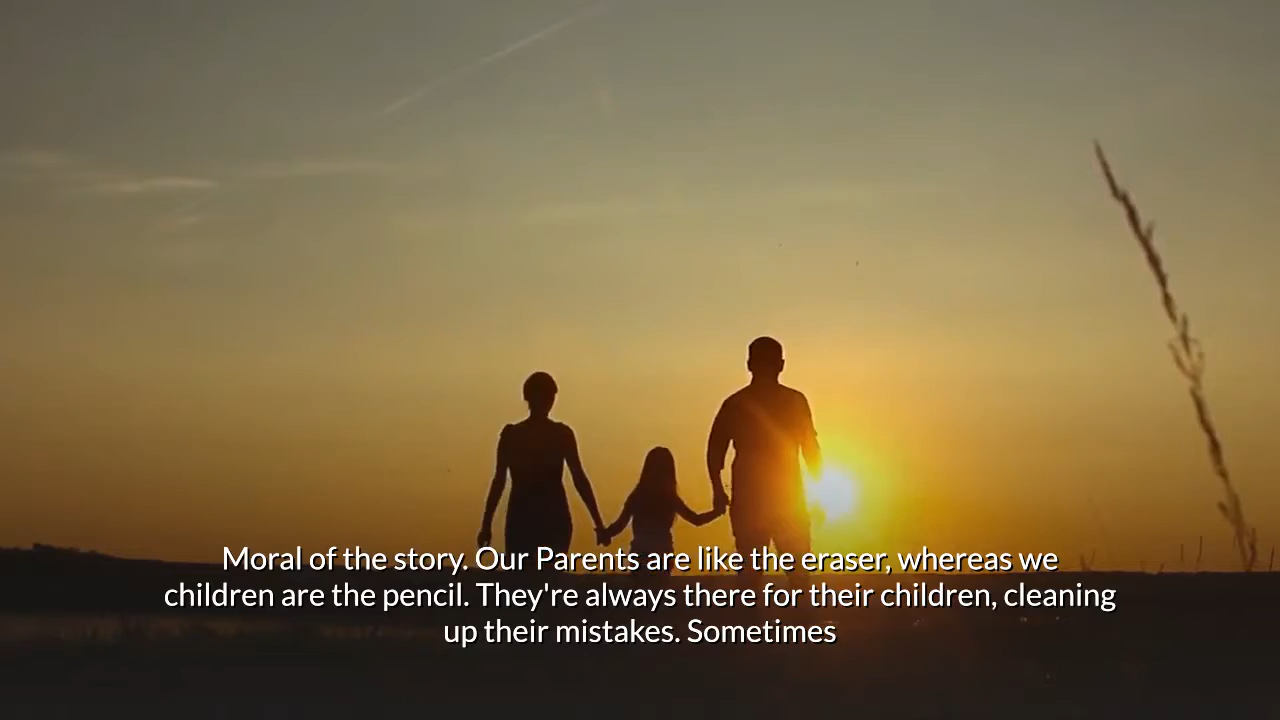 Moral of the story. Our Parents are like the eraser, whereas we
children are the pencil. They're always there for their children, cleaning
up their mistakes. Sometimes